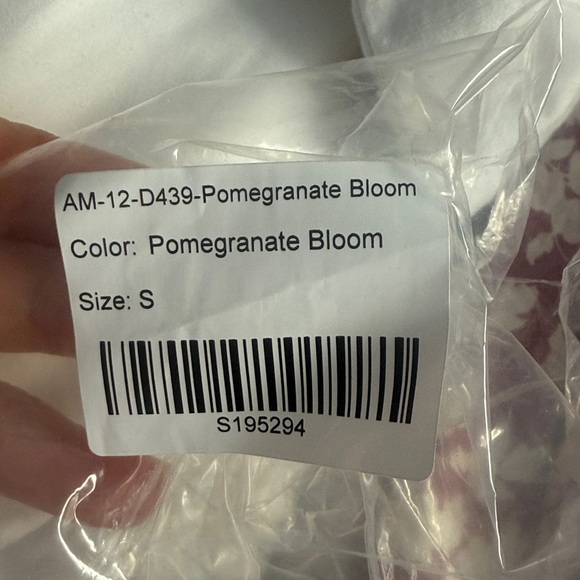 AM-12-D439-Pomegranate Bloom
Color: Pomegranate Bloom
Size: S
S195294